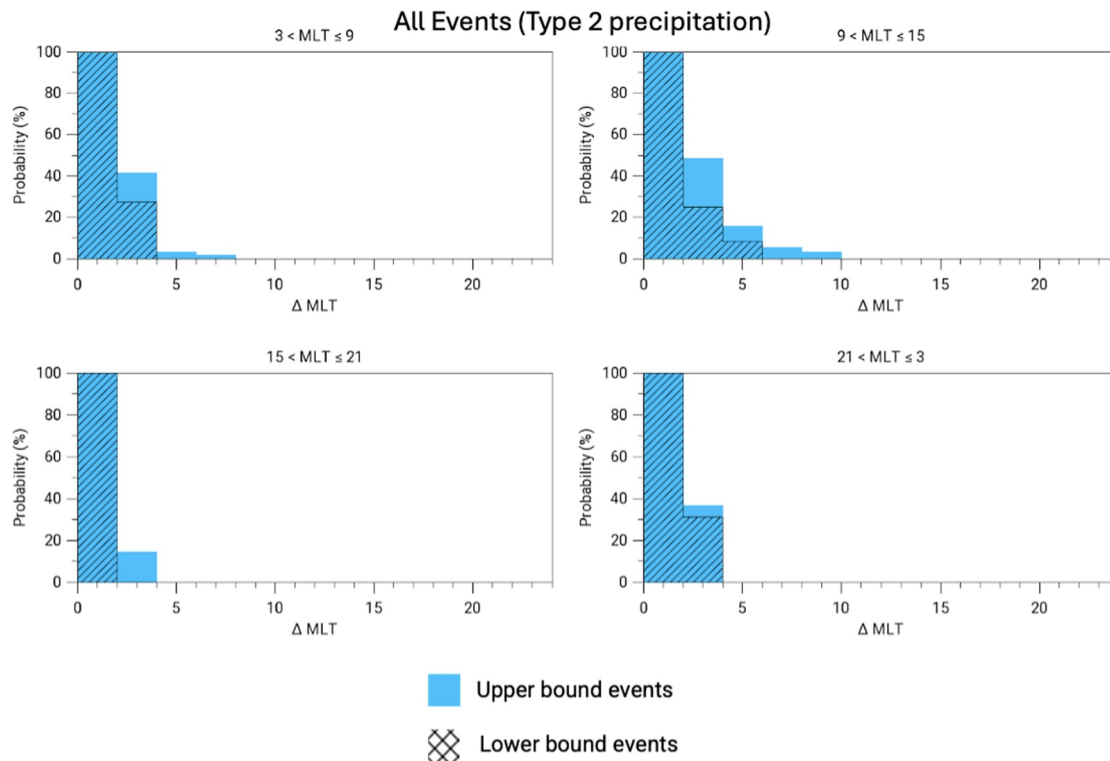 All Events (Type 2 precipitation)
3 < MLT ≤ 9
100
80
60
40
20
0
Probability (%)
0 5 10 15 20
Δ MLT
9 < MLT ≤ 15
100
80
60
40
20
0
Probability (%)
0 5 10 15 20
Δ MLT
15 < MLT ≤ 21
100
80
60
40
20
0
Probability (%)
0 5 10 15 20
Δ MLT
21 < MLT ≤ 3
100
80
60
40
20
0
Probability (%)
0 5 10 15 20
Δ MLT
Upper bound events
Lower bound events